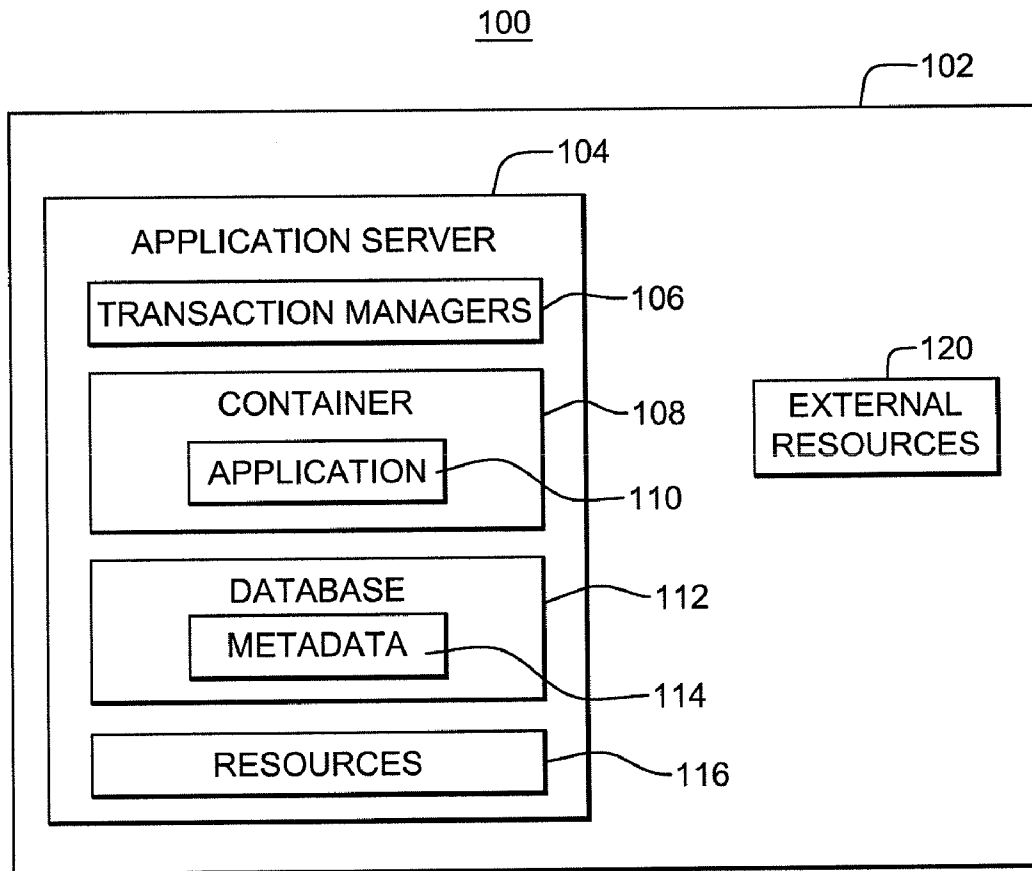 100
102
104
APPLICATION SERVER
TRANSACTION MANAGERS
106
CONTAINER
108
APPLICATION
110
120
EXTERNAL
RESOURCES
DATABASE
112
METADATA
114
RESOURCES
116